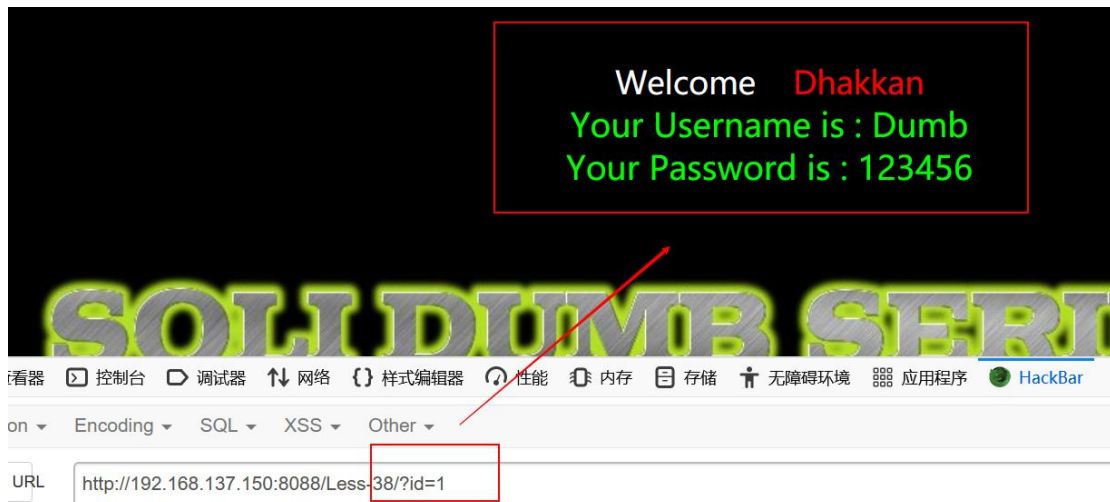 Welcome Dhakkan
Your Username is : Dumb
Your Password is : 123456
SQLI DUMB SERI
查看器 控制台 调试器 网络 样式编辑器 性能 内存 存储 无障碍环境 应用程序 HackBar
on Encoding SQL XSS Other
URL http://192.168.137.150:8088/Less-38/?id=1